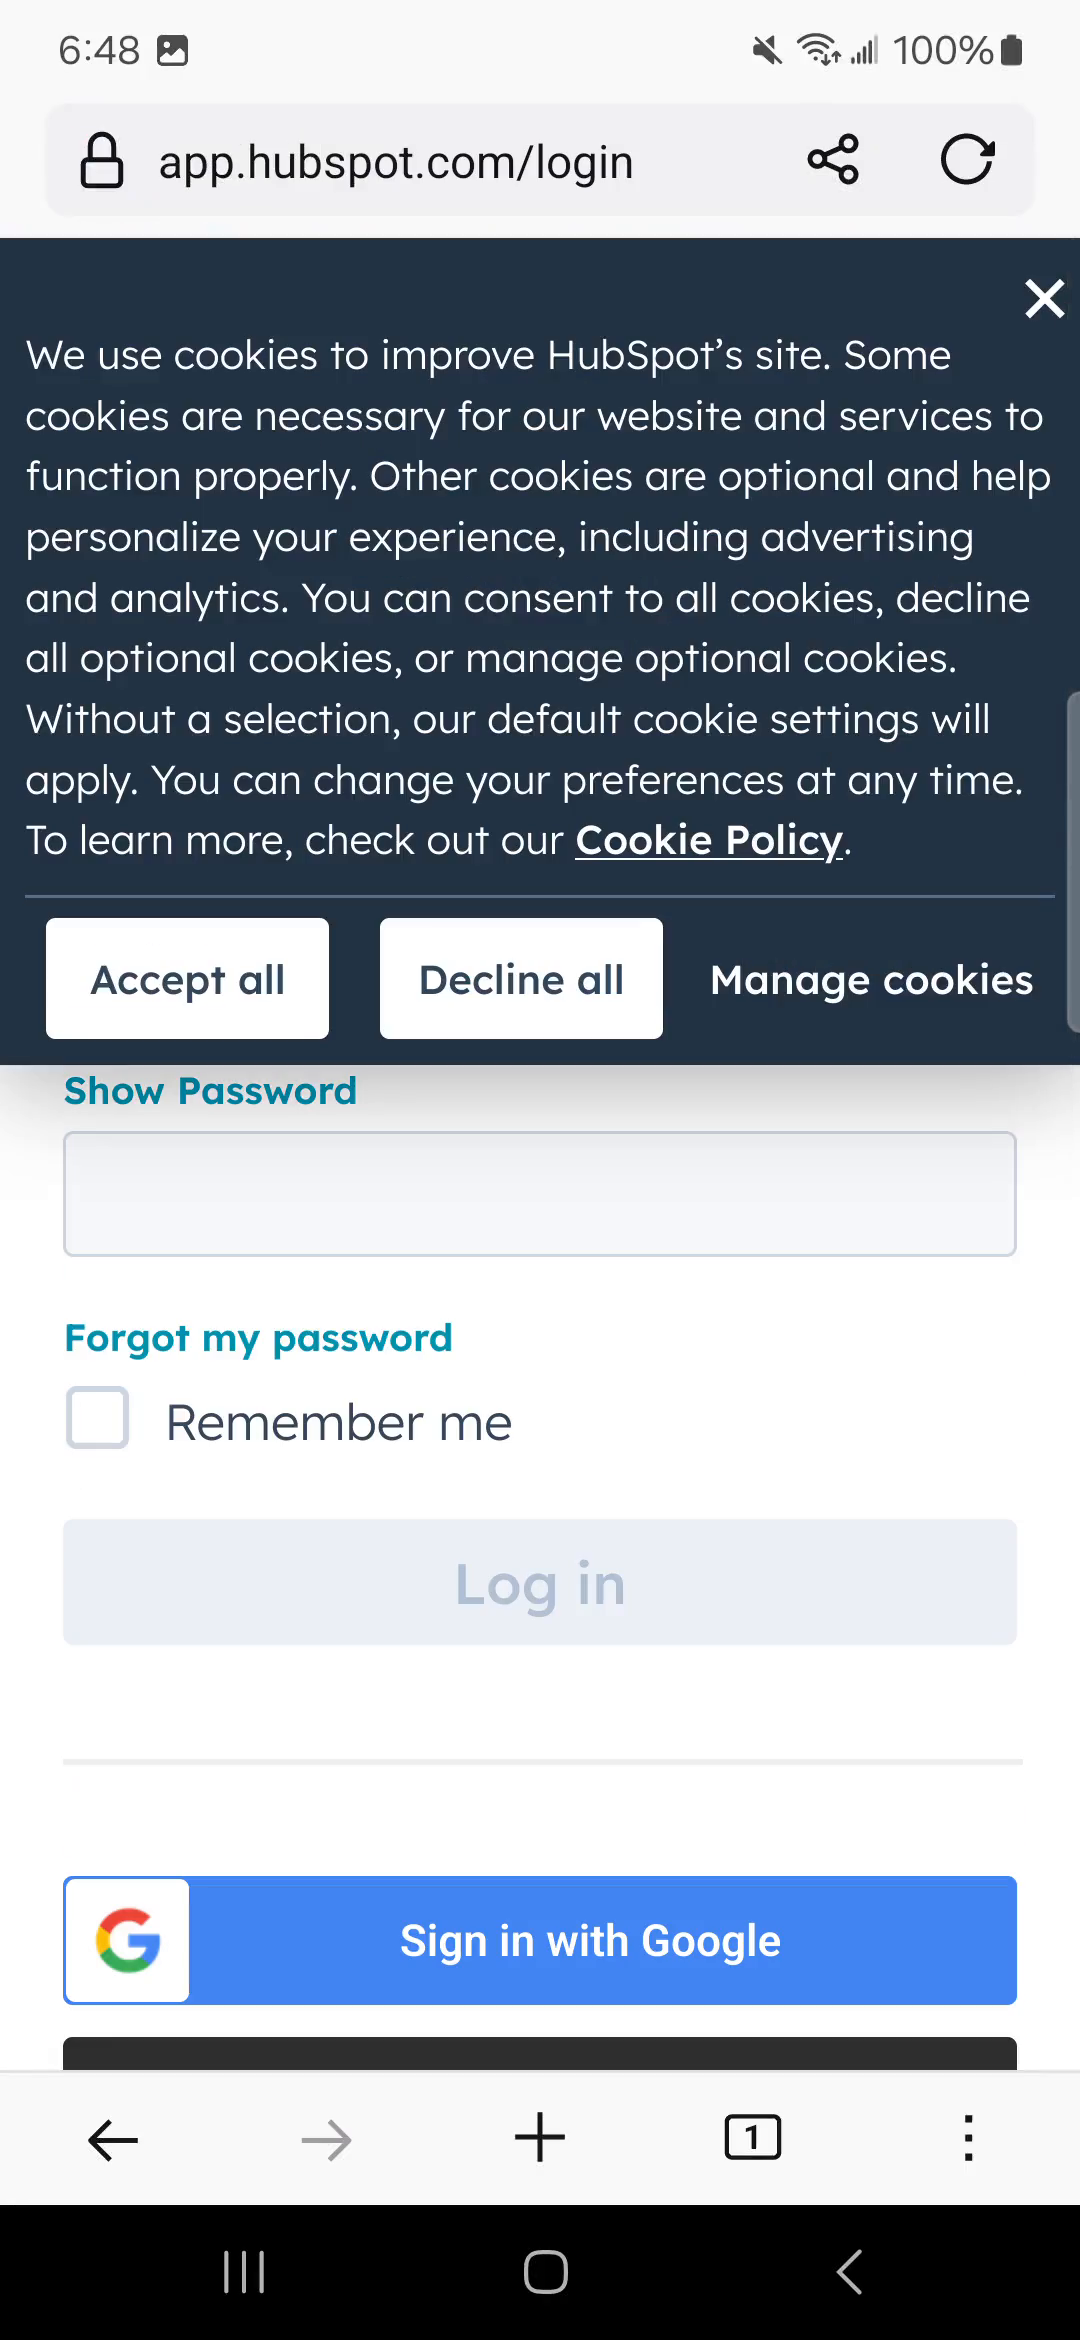 6:48
100%
app.hubspot.com/login
We use cookies to improve HubSpot’s site. Some
cookies are necessary for our website and services to
function properly. Other cookies are optional and help
personalize your experience, including advertising
and analytics. You can consent to all cookies, decline
all optional cookies, or manage optional cookies.
Without a selection, our default cookie settings will
apply. You can change your preferences at any time.
To learn more, check out our Cookie Policy.
Accept all Decline all Manage cookies
Show Password
Forgot my password
Remember me
Log in
Sign in with Google
1